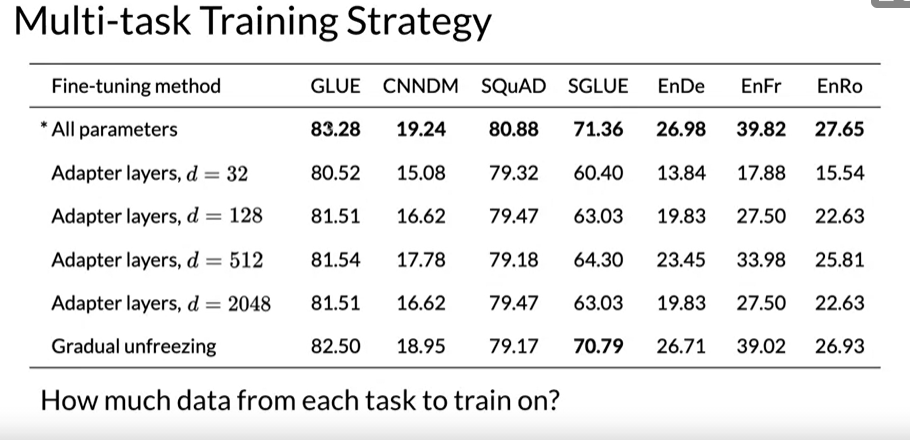 Multi-task Training Strategy
Fine-tuning method GLUE CNNDM SQuAD SGLUE EnDe EnFr EnRo
* All parameters 83.28 19.24 80.88 71.36 26.98 39.82 27.65
Adapter layers, d = 32 80.52 15.08 79.32 60.40 13.84 17.88 15.54
Adapter layers, d = 128 81.51 16.62 79.47 63.03 19.83 27.50 22.63
Adapter layers, d = 512 81.54 17.78 79.18 64.30 23.45 33.98 25.81
Adapter layers, d = 2048 81.51 16.62 79.47 63.03 19.83 27.50 22.63
Gradual unfreezing 82.50 18.95 79.17 70.79 26.71 39.02 26.93
How much data from each task to train on?